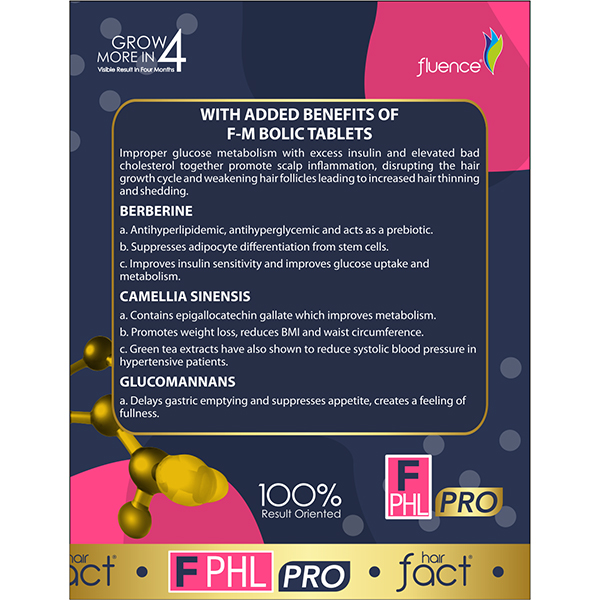 GROW
MORE IN 4
Visible Result in Four Months
fluence®
WITH ADDED BENEFITS OF
F-M BOLIC TABLETS
Improper glucose metabolism with excess insulin and elevated bad
cholesterol together promote scalp inflammation, disrupting the hair
growth cycle and weakening hair follicles leading to increased hair thinning
and shedding.
BERBERINE
a. Antihyperlipidemic, antihyperglycemic and acts as a prebiotic.
b. Suppresses adipocyte differentiation from stem cells.
c. Improves insulin sensitivity and improves glucose uptake and
metabolism.
CAMELLIA SINENSIS
a. Contains epigallocatechin gallate which improves metabolism.
b. Promotes weight loss, reduces BMI and waist circumference.
c. Green tea extracts have also shown to reduce systolic blood pressure in
hypertensive patients.
GLUCOMANNANS
a. Delays gastric emptying and suppresses appetite, creates a feeling of
fullness.
100%
Result Oriented
F
PHL PRO
hair
act® • F PHL PRO • hair
fact®